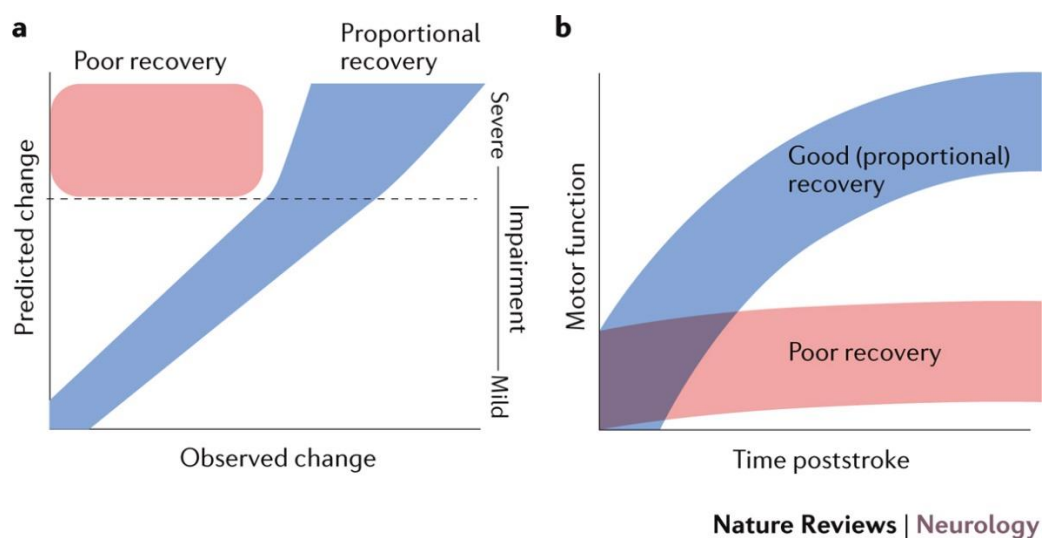 a
Poor recovery
Proportional
recovery
Predicted change
Severe
Impairment
Mild
Observed change
b
Motor function
Good (proportional)
recovery
Poor recovery
Time poststroke
Nature Reviews | Neurology